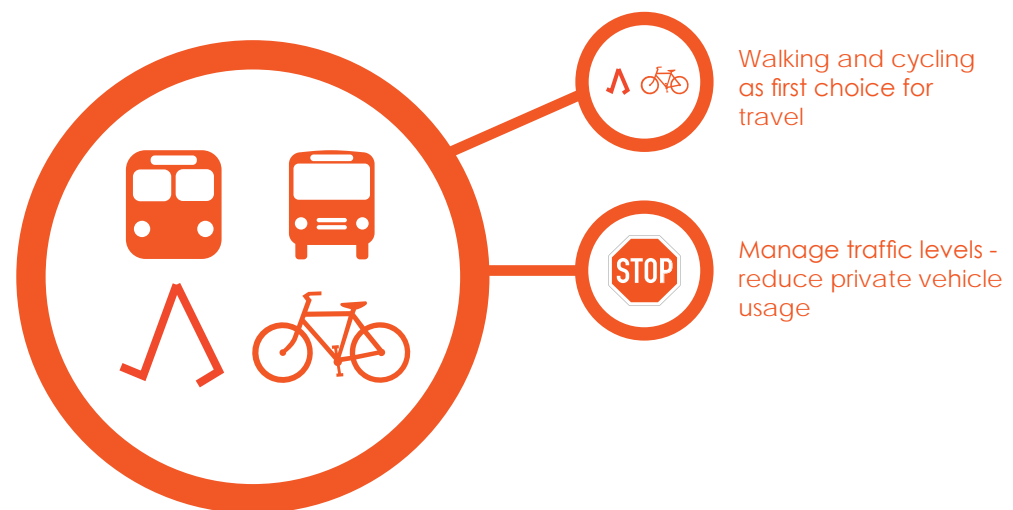 Walking and cycling
as first choice for
travel
STOP
Manage traffic levels -
reduce private vehicle
usage